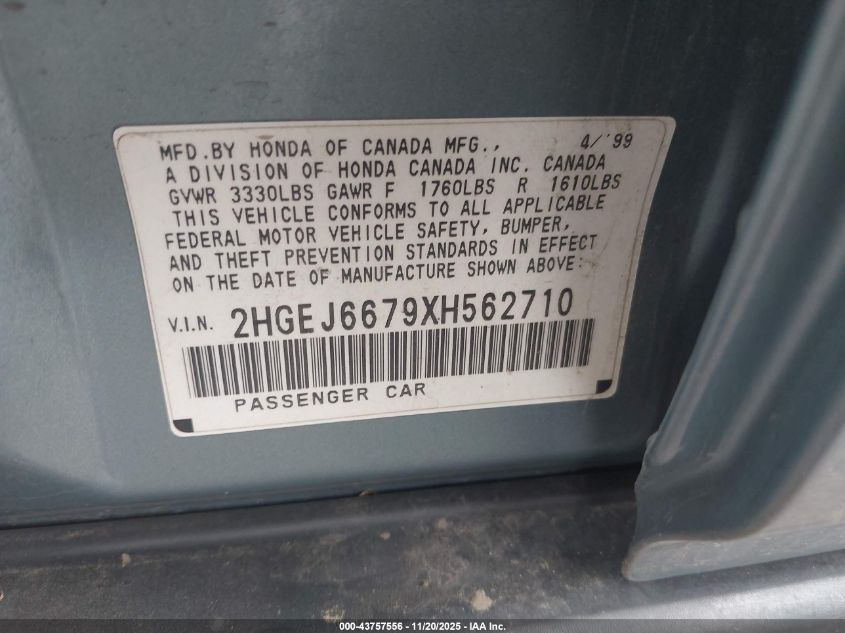 MFD.BY HONDA OF CANADA MFG., 4/'99
A DIVISION OF HONDA CANADA INC. CANADA
GVWR 3330LBS GAWR F 1760LBS R 1610LBS
THIS VEHICLE CONFORMS TO ALL APPLICABLE
FEDERAL MOTOR VEHICLE SAFETY, BUMPER,
AND THEFT PREVENTION STANDARDS IN EFFECT
ON THE DATE OF MANUFACTURE SHOWN ABOVE:
V.I.N. 2HGEJ6679XH562710
PASSENGER CAR
000-43757556 | 11/20/2025 - IAA Inc.